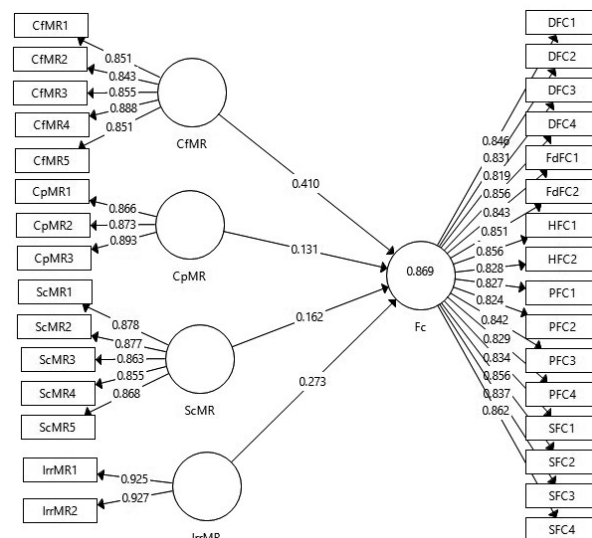 CfMR1
CfMR2
CfMR3
CfMR4
CfMR5
0.851
0.843
0.855
0.888
0.851
CfMR
CpMR1
CpMR2
CpMR3
0.866
0.873
0.893
CpMR
ScMR1
ScMR2
ScMR3
ScMR4
ScMR5
0.878
0.877
0.863
0.855
0.868
ScMR
IrrMR1
IrrMR2
0.925
0.927
IrrMR
0.410
0.131
0.162
0.273
0.869
Fc
0.846
0.831
0.819
0.856
0.843
0.851
0.856
0.828
0.827
0.824
0.842
0.829
0.834
0.856
0.837
0.862
DFC1
DFC2
DFC3
DFC4
FdFC1
FdFC2
HFC1
HFC2
PFC1
PFC2
PFC3
PFC4
SFC1
SFC2
SFC3
SFC4